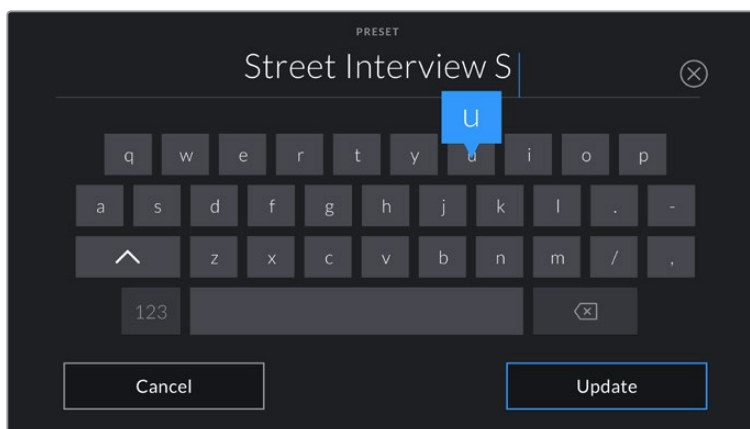 PRESET
Street Interview S
u
q w e r t y u i o p
a s d f g h j k l . -
z x c v b n m / ,
123
Cancel Update